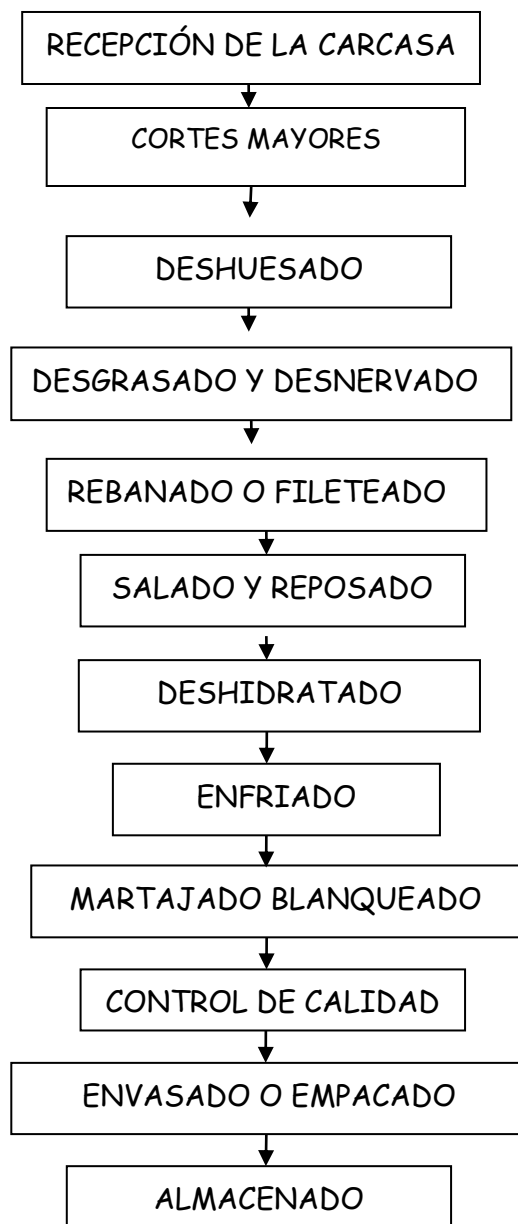 RECEPCIÓN DE LA CARCASA
CORTES MAYORES
DESHUESADO
DESGRASADO Y DESNERVADO
REBANADO O FILETEADO
SALADO Y REPOSADO
DESHIDRATADO
ENFRIADO
MARTAJADO BLANQUEADO
CONTROL DE CALIDAD
ENVASADO O EMPACADO
ALMACENADO